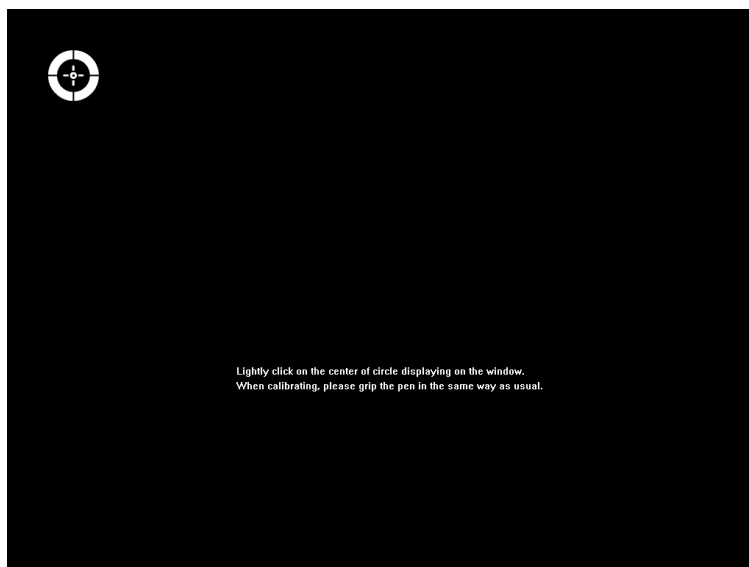 Lightly click on the center of circle displaying on the window.
When calibrating, please grip the pen in the same way as usual.